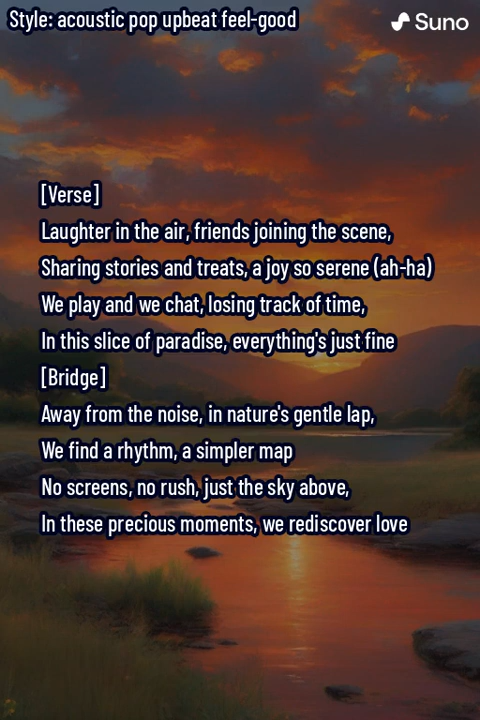 Style: acoustic pop upbeat feel-good
Suno
[Verse]
Laughter in the air, friends joining the scene,
Sharing stories and treats, a joy so serene (ah-ha)
We play and we chat, losing track of time,
In this slice of paradise, everything's just fine
[Bridge]
Away from the noise, in nature's gentle lap,
We find a rhythm, a simpler map
No screens, no rush, just the sky above,
In these precious moments, we rediscover love